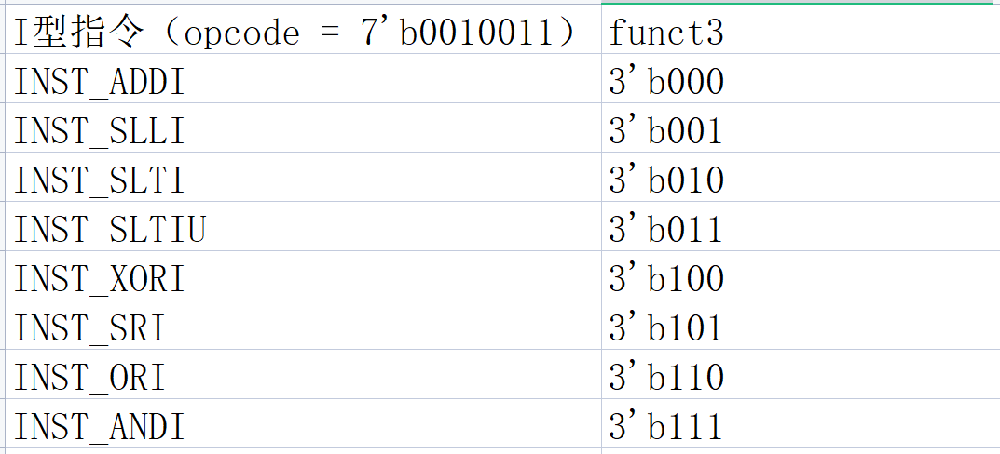 I型指令（opcode = 7'b0010011） funct3
INST_ADDI 3'b000
INST_SLLI 3'b001
INST_SLTI 3'b010
INST_SLTIU 3'b011
INST_XORI 3'b100
INST_SRI 3'b101
INST_ORI 3'b110
INST_ANDI 3'b111